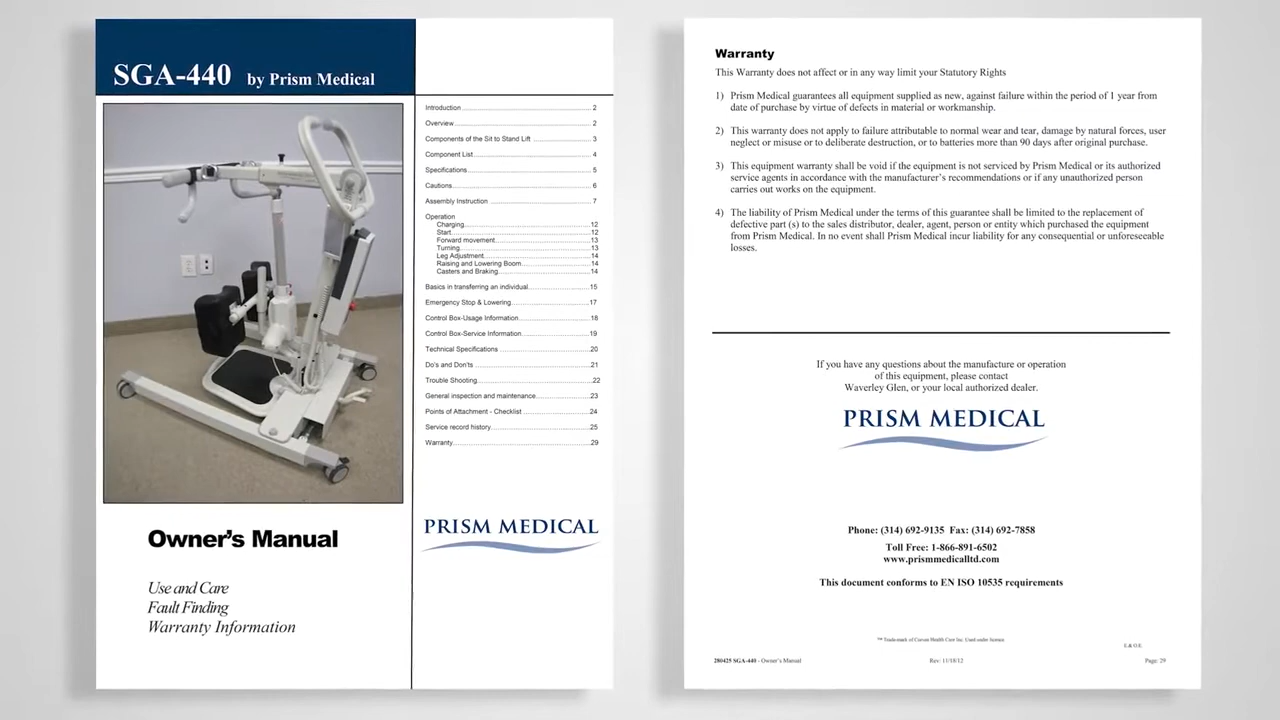 SGA-440 by Prism Medical
Introduction ........ 2
Overview ........ 2
Components of the Sit to Stand Lift ........ 3
Component List ........ 4
Specifications ........ 5
Cautions ........ 6
Assembly Instruction ........ 7
Operation
Charging ........ 12
Start ........ 12
Forward movement ........ 13
Turning ........ 13
Leg Adjustment ........ 14
Raising and Lowering Boom ........ 14
Casters and Braking ........ 14
Basics in transferring an individual ........ 15
Emergency Stop & Lowering ........ 17
Control Box-Usage Information ........ 18
Control Box-Service Information ........ 19
Technical Specifications ........ 20
Do's and Don'ts ........ 21
Trouble Shooting ........ 22
General inspection and maintenance ........ 23
Points of Attachment - Checklist ........ 24
Service record history ........ 25
Warranty ........ 29
PRISM MEDICAL
Owner's Manual
Use and Care
Fault Finding
Warranty Information
Warranty
This Warranty does not affect or in any way limit your Statutory Rights
1) Prism Medical guarantees all equipment supplied as new, against failure within the period of 1 year from
date of purchase by virtue of defects in material or workmanship.
2) This warranty does not apply to failure attributable to normal wear and tear, damage by natural forces, user
neglect or misuse or to deliberate destruction, or to batteries more than 90 days after original purchase.
3) This equipment warranty shall be void if the equipment is not serviced by Prism Medical or its authorized
service agents in accordance with the manufacturer's recommendations or if any unauthorized person
carries out works on the equipment.
4) The liability of Prism Medical under the terms of this guarantee shall be limited to the replacement of
defective part (s) to the sales distributor, dealer, agent, person or entity which purchased the equipment
from Prism Medical. In no event shall Prism Medical incur liability for any consequential or unforeseeable
losses.
If you have any questions about the manufacture or operation
of this equipment, please contact
Waverley Glen, or your local authorized dealer.
PRISM MEDICAL
Phone: (314) 692-9135 Fax: (314) 692-7858
Toll Free: 1-866-891-6502
www.prismmedicalltd.com
This document conforms to EN ISO 10535 requirements
™ Trademark of Curvan Health Care Inc. Used under licence
E.& O.E.
280425 SGA-440 - Owner's Manual Rev: 11/18/12 Page: 29